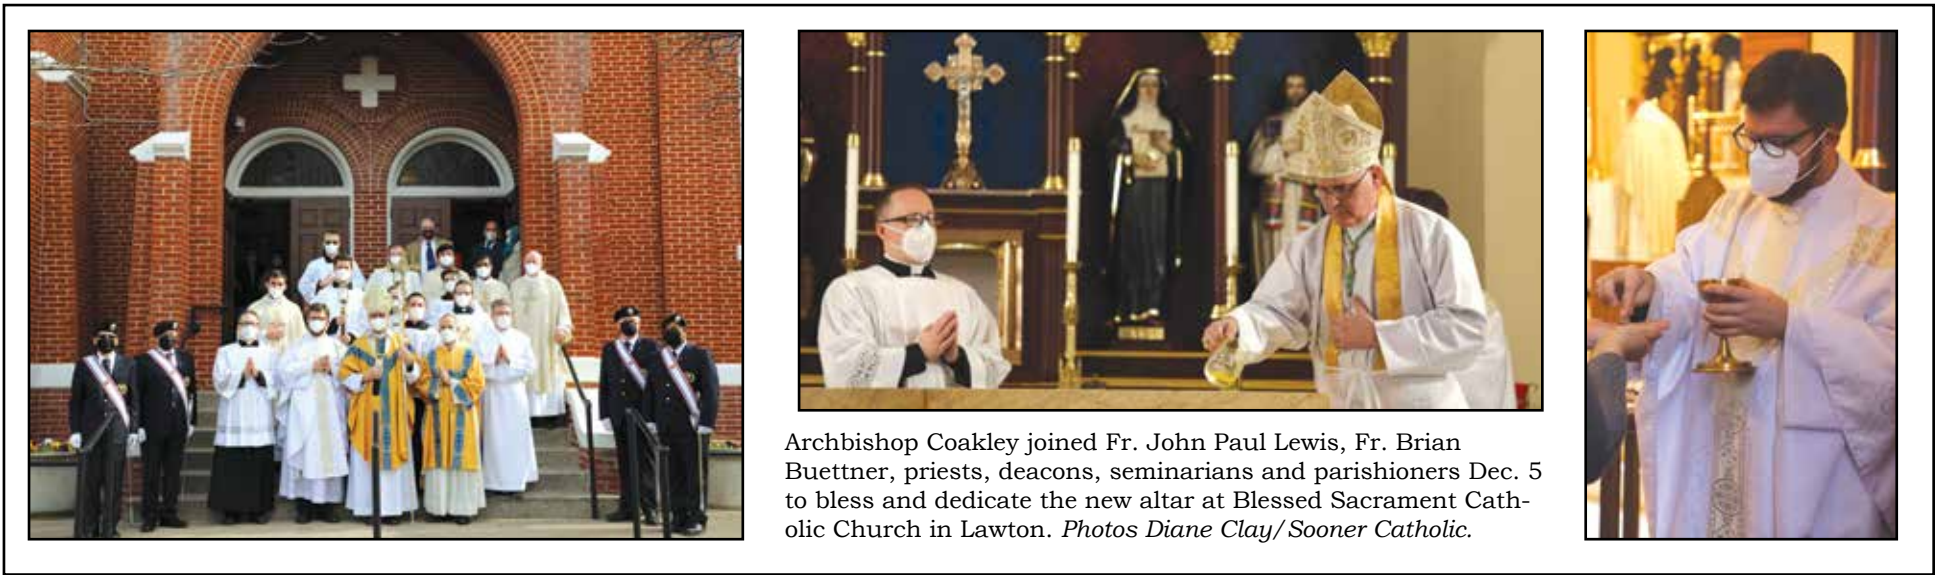 Archbishop Coakley joined Fr. John Paul Lewis, Fr. Brian
Buettner, priests, deacons, seminarians and parishioners Dec. 5
to bless and dedicate the new altar at Blessed Sacrament Cath-
olic Church in Lawton. Photos Diane Clay/Sooner Catholic.